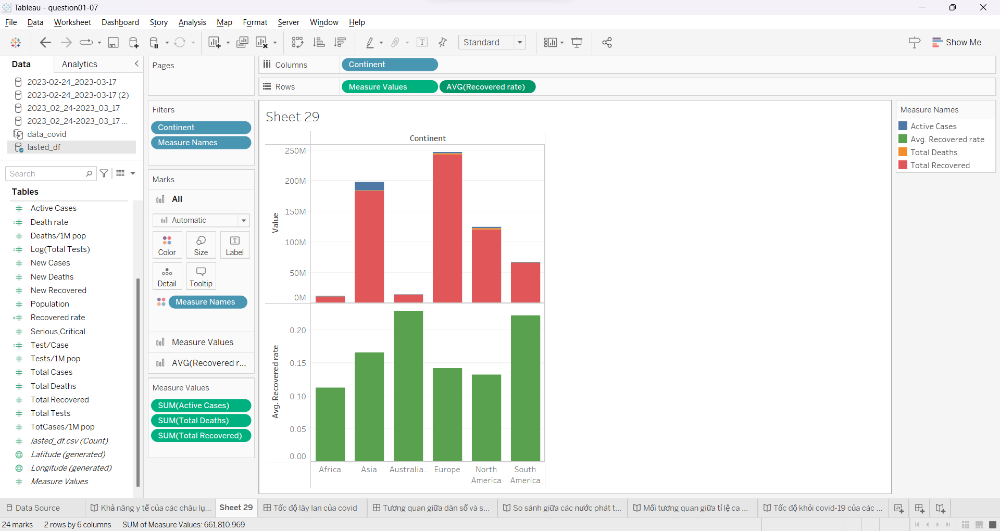 Tableau - question01-07
File Data Worksheet Dashboard Story Analysis Map Format Server Window Help
Standard
Show Me
Data
Analytics
2023-02-24_2023-03-17
2023-02-24_2023-03-17 (2)
2023_02_24-2023_03_17
2023_02_24-2023_03_17 ...
data_covid
lasted_df
Search
Tables
Active Cases
Death rate
Deaths/1M pop
Log(Total Tests)
New Cases
New Deaths
New Recovered
Population
Recovered rate
Serious,Critical
Test/Case
Tests/1M pop
Total Cases
Total Deaths
Total Recovered
Total Tests
TotCases/1M pop
lasted_df.csv (Count)
Latitude (generated)
Longitude (generated)
Measure Values
Pages
Filters
Continent
Measure Names
Marks
All
Automatic
Color
Size
Label
Detail
Tooltip
Measure Names
Measure Values
AVG(Recovered r...
Measure Values
SUM(Active Cases)
SUM(Total Deaths)
SUM(Total Recovered)
Columns
Continent
Rows
Measure Values
AVG(Recovered rate)
Sheet 29
Continent
Value
250M
200M
150M
100M
50M
0M
Avg. Recovered rate
0.20
0.15
0.10
0.05
0.00
Africa
Asia
Australia..
Europe
North America
South America
Measure Names
Active Cases
Avg. Recovered rate
Total Deaths
Total Recovered
Data Source
Khả năng y tế của các châu lụ...
Sheet 29
Tốc độ lây lan của covid
Tương quan giữa dân số và s...
So sánh giữa các nước phát t...
Mối tương quan giữa tỉ lệ ca ...
Tốc độ khỏi covid-19 của các ...
24 marks
2 rows by 6 columns
SUM of Measure Values: 661,810,969